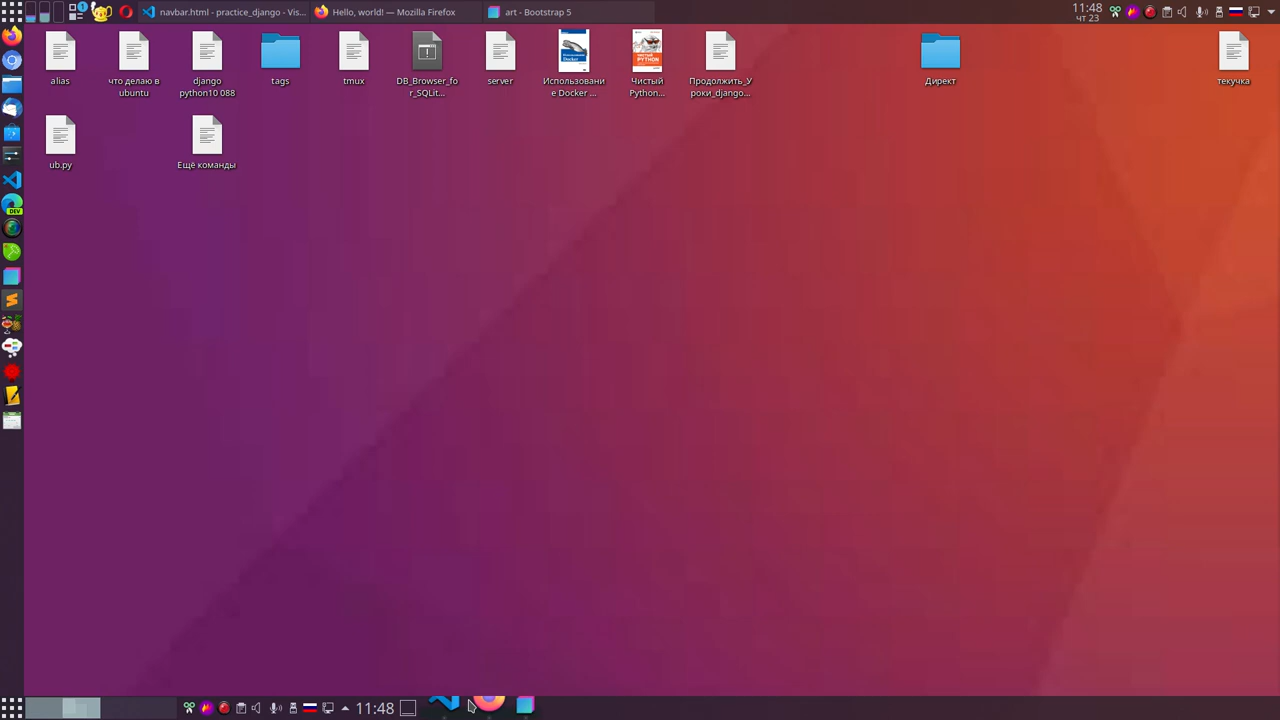 navbar.html - practice_django - Vis...
Hello, world! — Mozilla Firefox
art - Bootstrap 5
11:48
чт 23
alias
что делаю в
ubuntu
django
python10 088
tags
tmux
DB_Browser_fo
r_SQLit...
server
Использовани
е Docker ...
Чистый
Python...
Продолжить_У
роки_django...
Директ
текучка
ub.py
Ещё команды
DEV
11:48